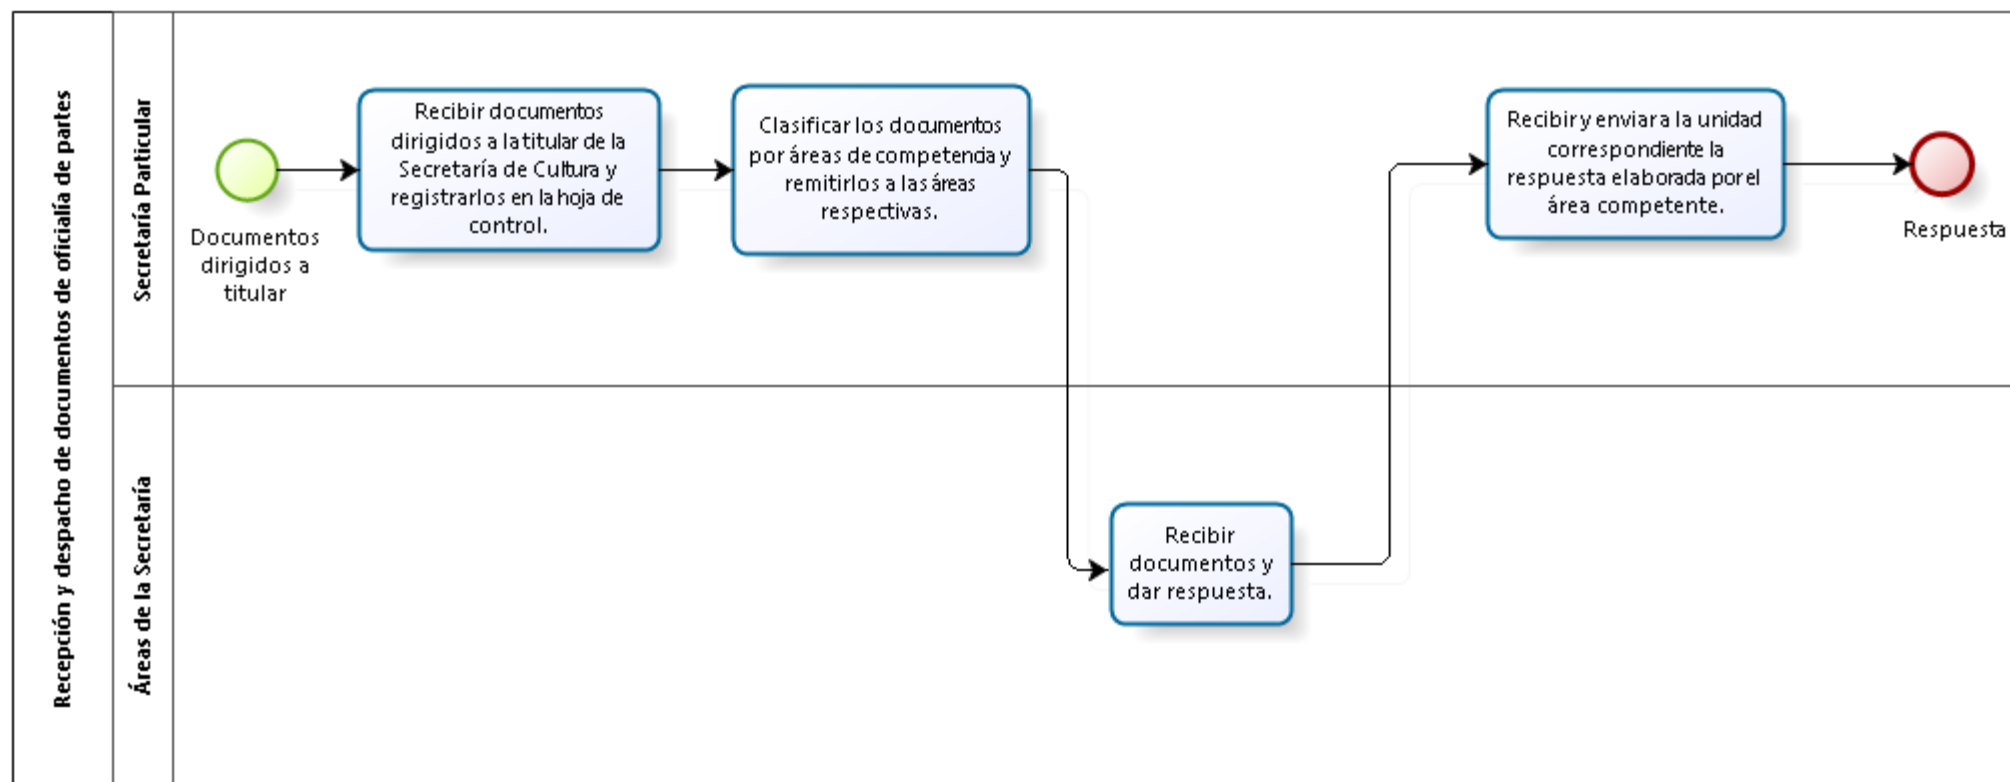 Recepción y despacho de documentos de oficialía de partes
Secretaría Particular
Documentos
dirigidos a
titular
Recibir documentos
dirigidos a la titular de la
Secretaría de Cultura y
registrarlos en la hoja de
control.
Clasificar los documentos
por áreas de competencia y
remitirlos a las áreas
respectivas.
Recibir y enviar a la unidad
correspondiente la
respuesta elaborada por el
área competente.
Respuesta
Áreas de la Secretaría
Recibir
documentos y
dar respuesta.